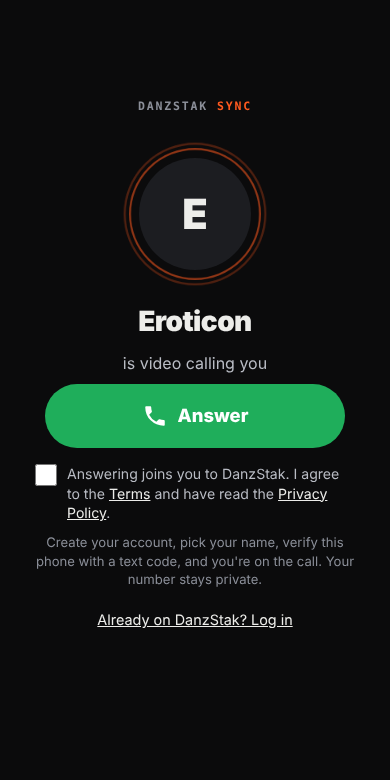 DANZSTAK SYNC
E
Eroticon
is video calling you
Answer
Answering joins you to DanzStak. I agree
to the Terms and have read the Privacy
Policy.
Create your account, pick your name, verify this
phone with a text code, and you're on the call. Your
number stays private.
Already on DanzStak? Log in